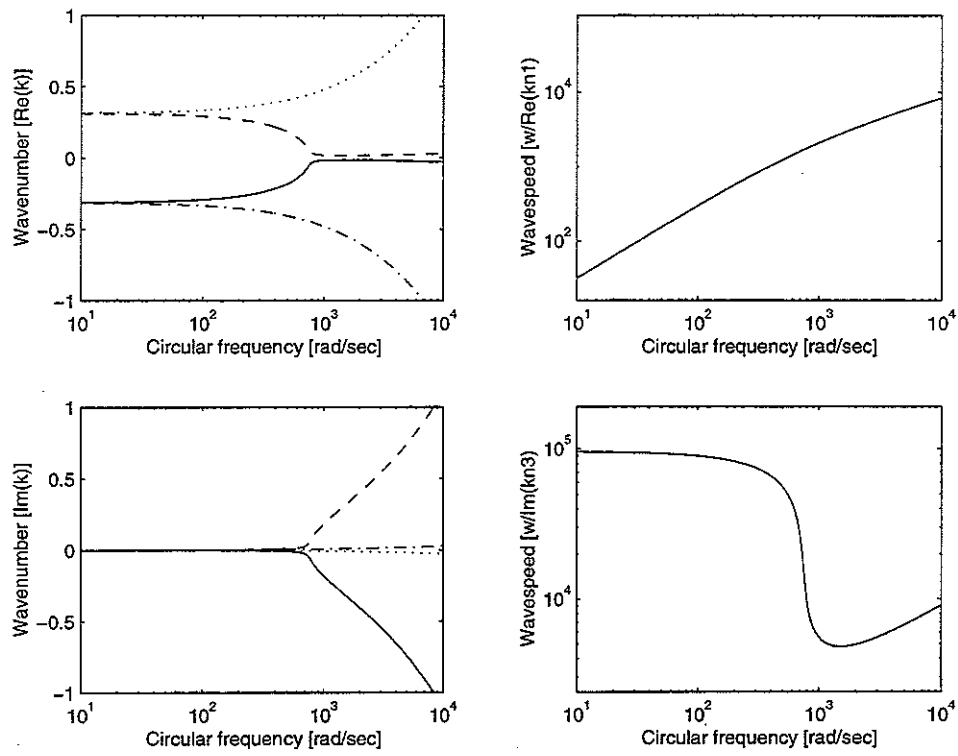 1
0.5
0
-0.5
-1
Wavenumber [Re(k)]
10^1 10^2 10^3 10^4
Circular frequency [rad/sec]
10^4
10^2
Wavespeed [w/Re(kn1)]
10^1 10^2 10^3 10^4
Circular frequency [rad/sec]
1
0.5
0
-0.5
-1
Wavenumber [Im(k)]
10^1 10^2 10^3 10^4
Circular frequency [rad/sec]
10^5
10^4
Wavespeed [w/Im(kn3)]
10^1 10^2 10^3 10^4
Circular frequency [rad/sec]